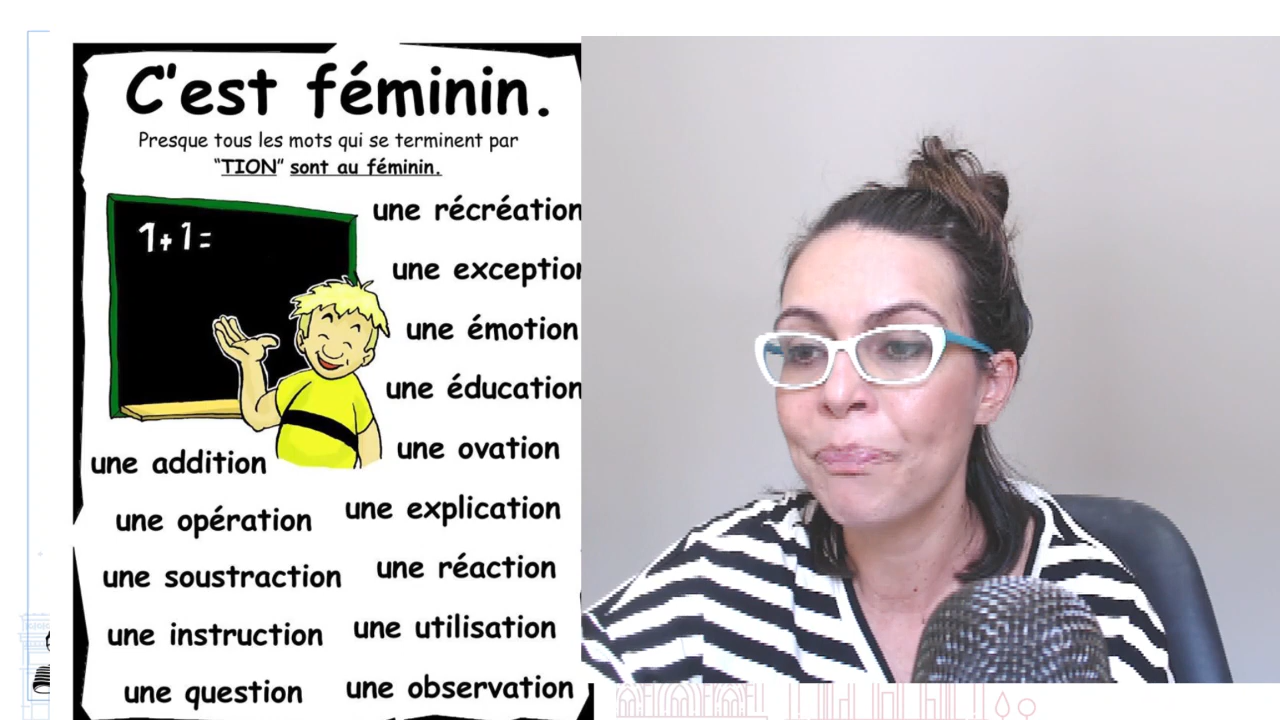 C'est féminin.
Presque tous les mots qui se terminent par
“TION” sont au féminin.
1+1=
une récréation
une exception
une émotion
une éducation
une ovation
une addition
une explication
une opération
une réaction
une soustraction
une utilisation
une instruction
une observation
une question